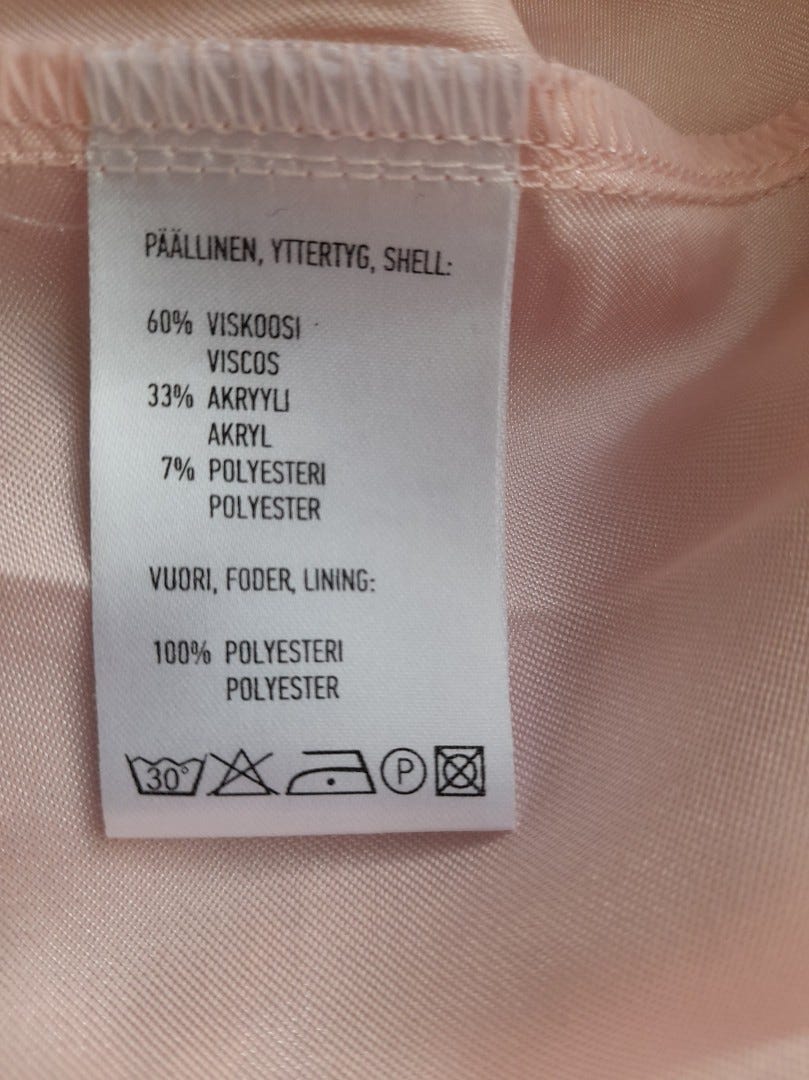 PÄÄLLINEN, YTTERTYG, SHELL:
60% VISKOOSI
VISCOS
33% AKRYYLI
AKRYL
7% POLYESTERI
POLYESTER
VUORI, FODER, LINING:
100% POLYESTERI
POLYESTER
30° P